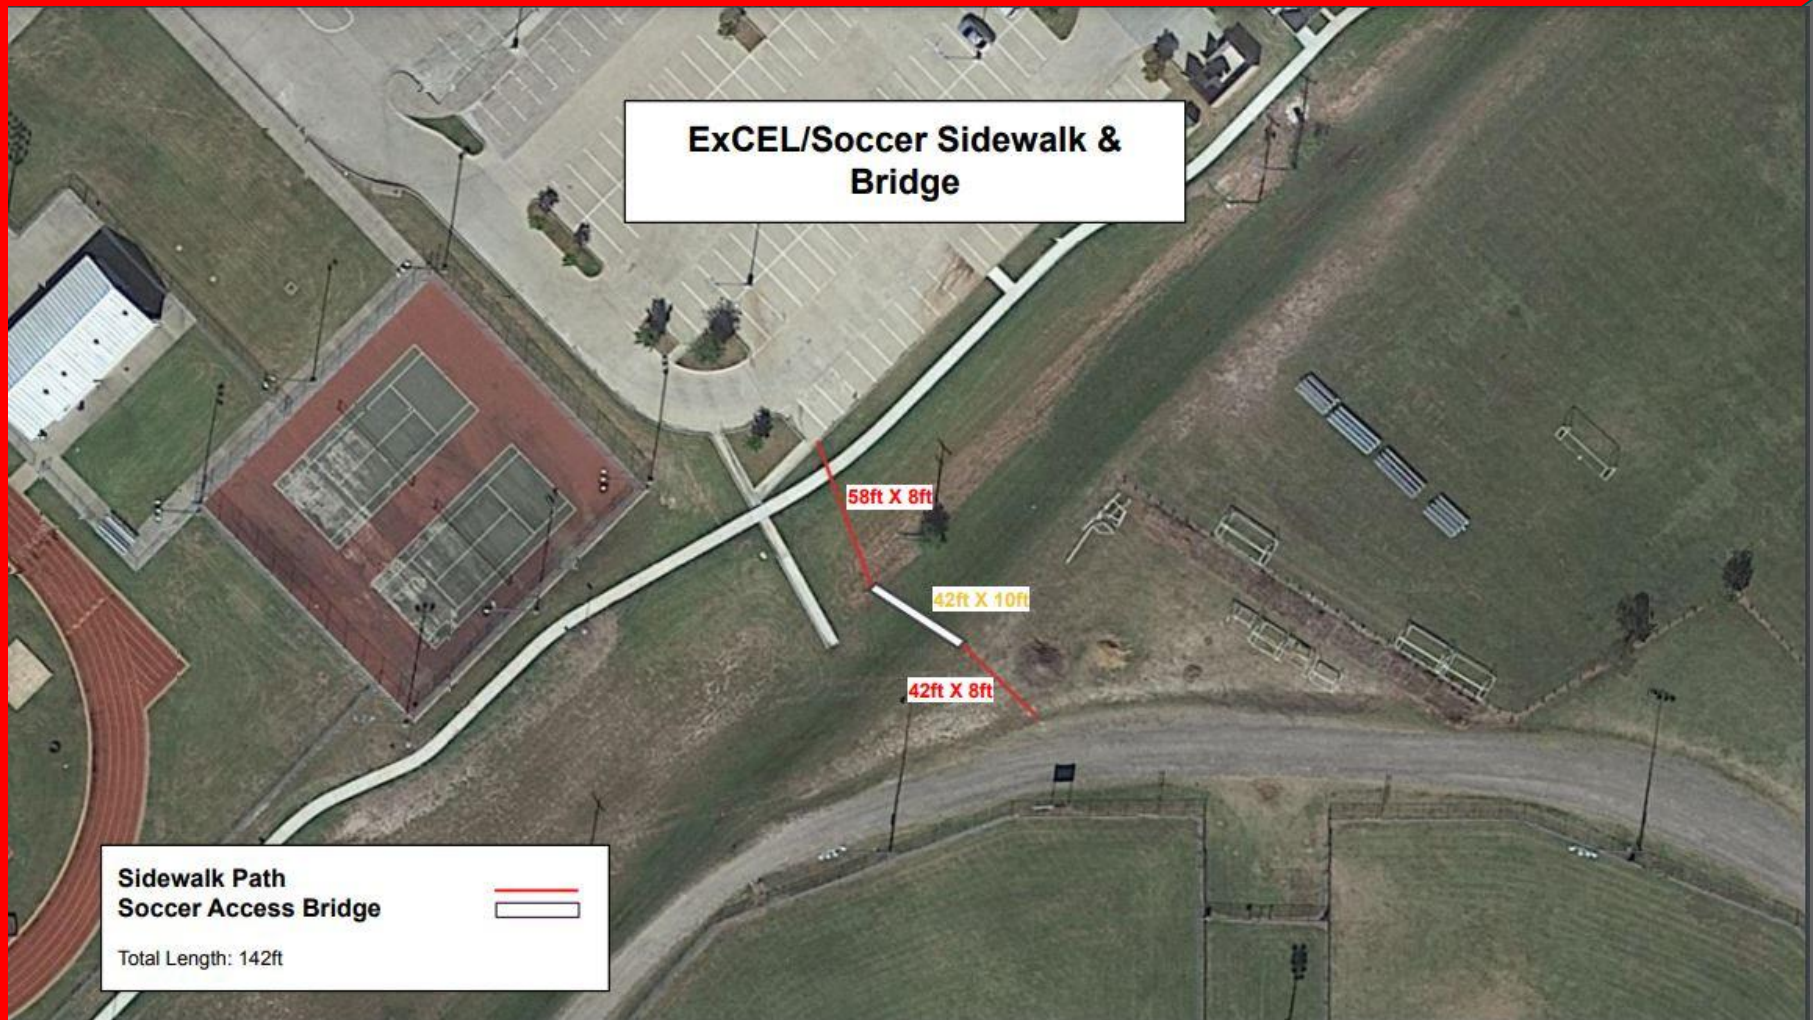 ExCEL/Soccer Sidewalk &
Bridge
58ft X 8ft
42ft X 10ft
42ft X 8ft
Sidewalk Path
Soccer Access Bridge
Total Length: 142ft